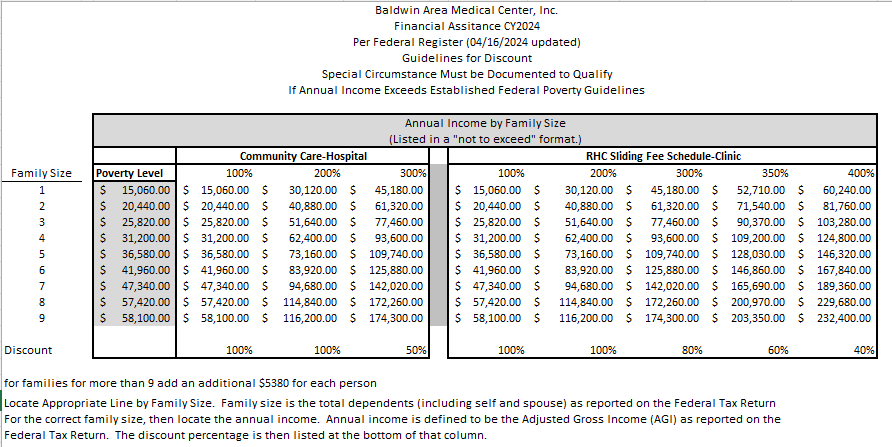 Baldwin Area Medical Center, Inc.
Financial Assitance CY2024
Per Federal Register (04/16/2024 updated)
Guidelines for Discount
Special Circumstance Must be Documented to Qualify
If Annual Income Exceeds Established Federal Poverty Guidelines
Annual Income by Family Size
(Listed in a "not to exceed" format.)
Community Care-Hospital RHC Sliding Fee Schedule-Clinic
Family Size Poverty Level 100% 200% 300% 100% 200% 300% 350% 400%
1 $ 15,060.00 $ 15,060.00 $ 30,120.00 $ 45,180.00 $ 15,060.00 $ 30,120.00 $ 45,180.00 $ 52,710.00 $ 60,240.00
2 $ 20,440.00 $ 20,440.00 $ 40,880.00 $ 61,320.00 $ 20,440.00 $ 40,880.00 $ 61,320.00 $ 71,540.00 $ 81,760.00
3 $ 25,820.00 $ 25,820.00 $ 51,640.00 $ 77,460.00 $ 25,820.00 $ 51,640.00 $ 77,460.00 $ 90,370.00 $ 103,280.00
4 $ 31,200.00 $ 31,200.00 $ 62,400.00 $ 93,600.00 $ 31,200.00 $ 62,400.00 $ 93,600.00 $ 109,200.00 $ 124,800.00
5 $ 36,580.00 $ 36,580.00 $ 73,160.00 $ 109,740.00 $ 36,580.00 $ 73,160.00 $ 109,740.00 $ 128,030.00 $ 146,320.00
6 $ 41,960.00 $ 41,960.00 $ 83,920.00 $ 125,880.00 $ 41,960.00 $ 83,920.00 $ 125,880.00 $ 146,860.00 $ 167,840.00
7 $ 47,340.00 $ 47,340.00 $ 94,680.00 $ 142,020.00 $ 47,340.00 $ 94,680.00 $ 142,020.00 $ 165,690.00 $ 189,360.00
8 $ 57,420.00 $ 57,420.00 $ 114,840.00 $ 172,260.00 $ 57,420.00 $ 114,840.00 $ 172,260.00 $ 200,970.00 $ 229,680.00
9 $ 58,100.00 $ 58,100.00 $ 116,200.00 $ 174,300.00 $ 58,100.00 $ 116,200.00 $ 174,300.00 $ 203,350.00 $ 232,400.00
Discount 100% 100% 50% 100% 100% 80% 60% 40%
for families for more than 9 add an additional $5380 for each person
Locate Appropriate Line by Family Size. Family size is the total dependents (including self and spouse) as reported on the Federal Tax Return
For the correct family size, then locate the annual income. Annual income is defined to be the Adjusted Gross Income (AGI) as reported on the
Federal Tax Return. The discount percentage is then listed at the bottom of that column.